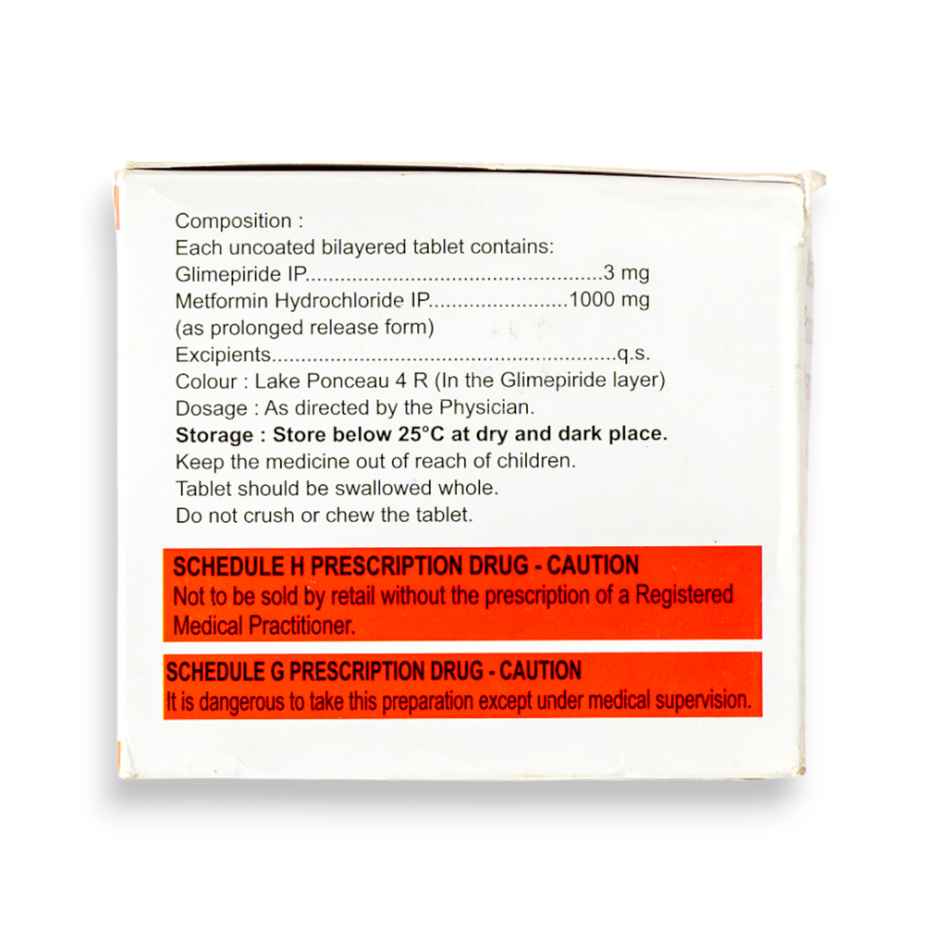 Composition :
Each uncoated bilayered tablet contains:
Glimepiride IP.................................................3 mg
Metformin Hydrochloride IP.......................1000 mg
(as prolonged release form)
Excipients.........................................................q.s.
Colour : Lake Ponceau 4 R (In the Glimepiride layer)
Dosage : As directed by the Physician.
Storage : Store below 25°C at dry and dark place.
Keep the medicine out of reach of children.
Tablet should be swallowed whole.
Do not crush or chew the tablet.
SCHEDULE H PRESCRIPTION DRUG - CAUTION
Not to be sold by retail without the prescription of a Registered
Medical Practitioner.
SCHEDULE G PRESCRIPTION DRUG - CAUTION
It is dangerous to take this preparation except under medical supervision.